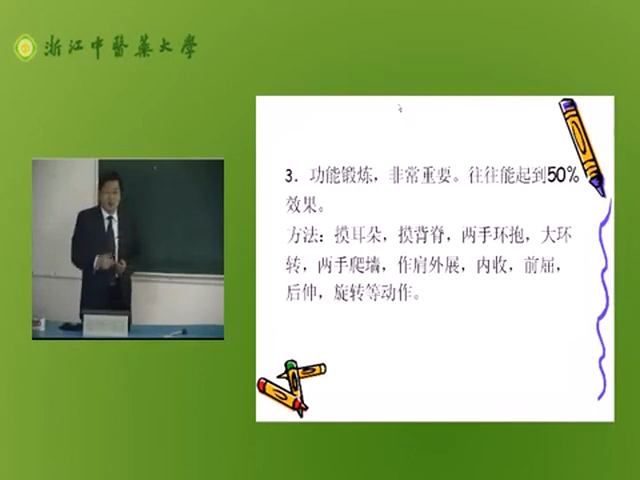 浙江中醫藥大學
3. 功能锻炼，非常重要。往往能起到50%
效果。
方法：摸耳朵，摸背脊，两手环抱，大环
转，两手爬墙，作肩外展，内收，前屈，
后伸，旋转等动作。